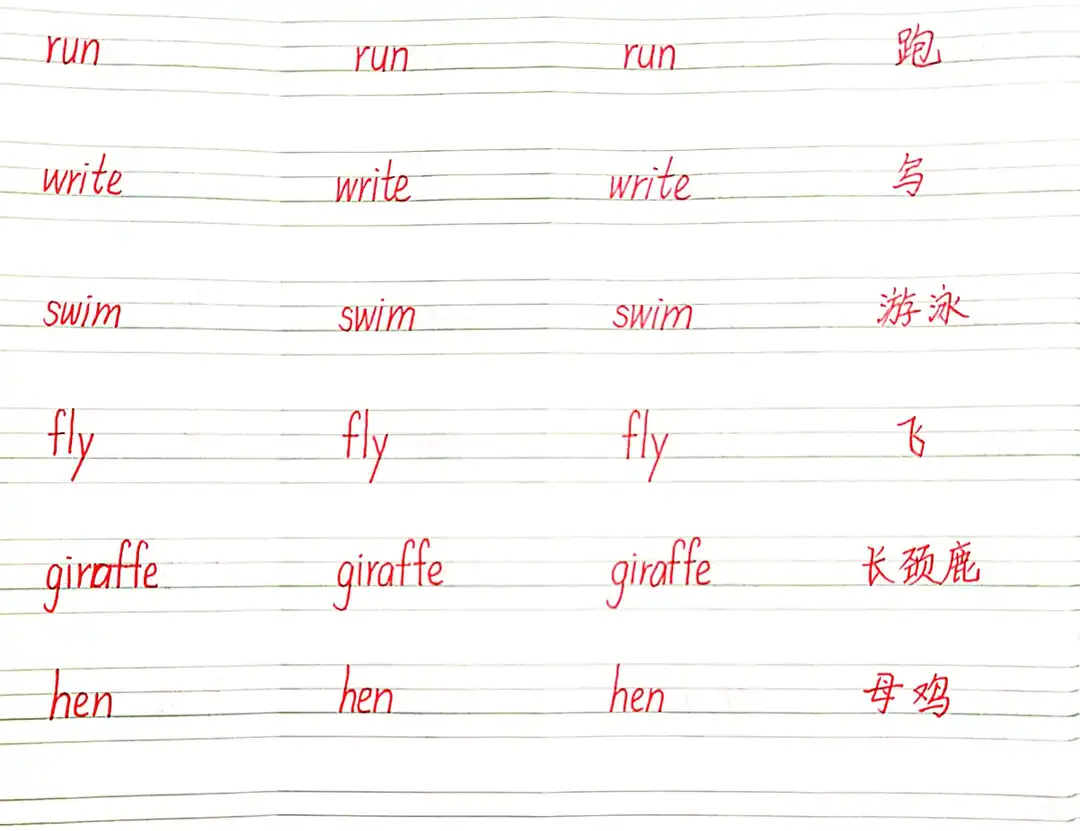 run run run 跑
write write write 写
swim swim swim 游泳
fly fly fly 飞
giraffe giraffe giraffe 长颈鹿
hen hen hen 母鸡